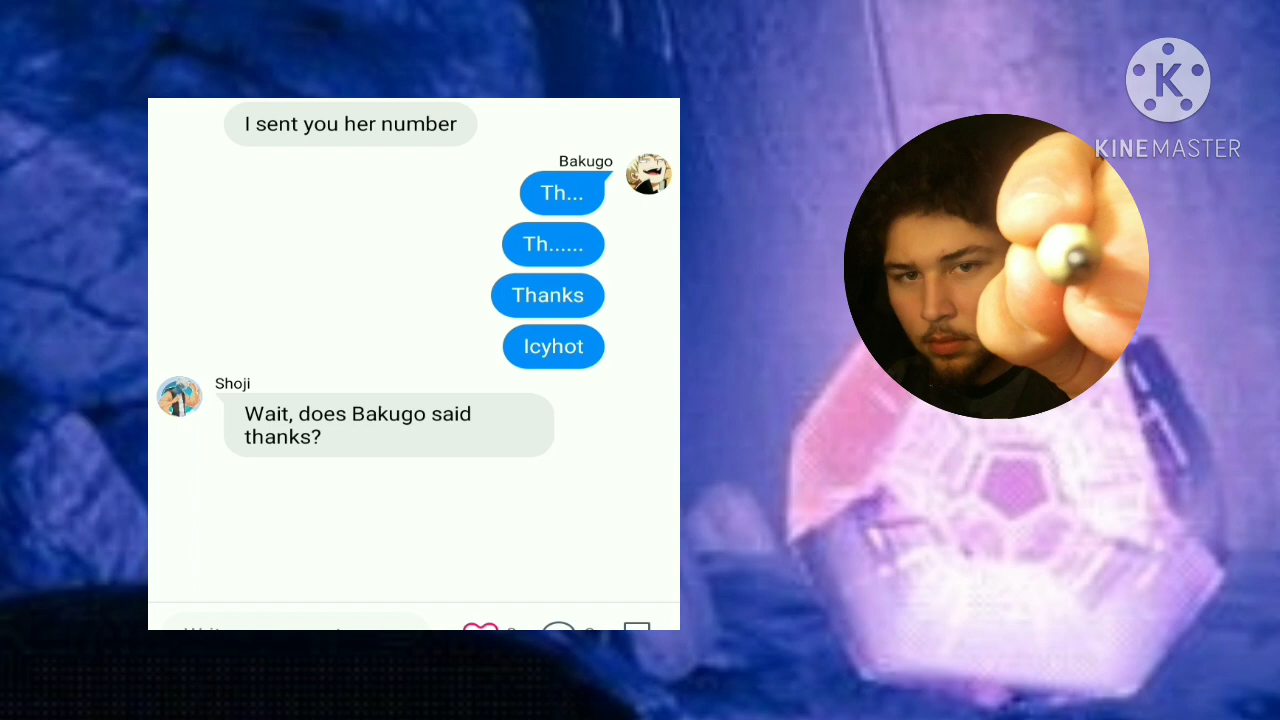 I sent you her number
Bakugo
Th...
Th......
Thanks
Icyhot
Shoji
Wait, does Bakugo said
thanks?
K
KINEMASTER